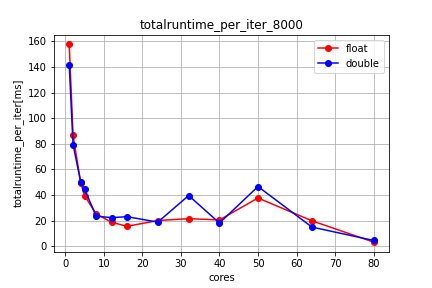 totalruntime_per_iter_8000
float
double
160
140
120
100
80
60
40
20
0
totalruntime_per_iter[ms]
0 10 20 30 40 50 60 70 80
cores